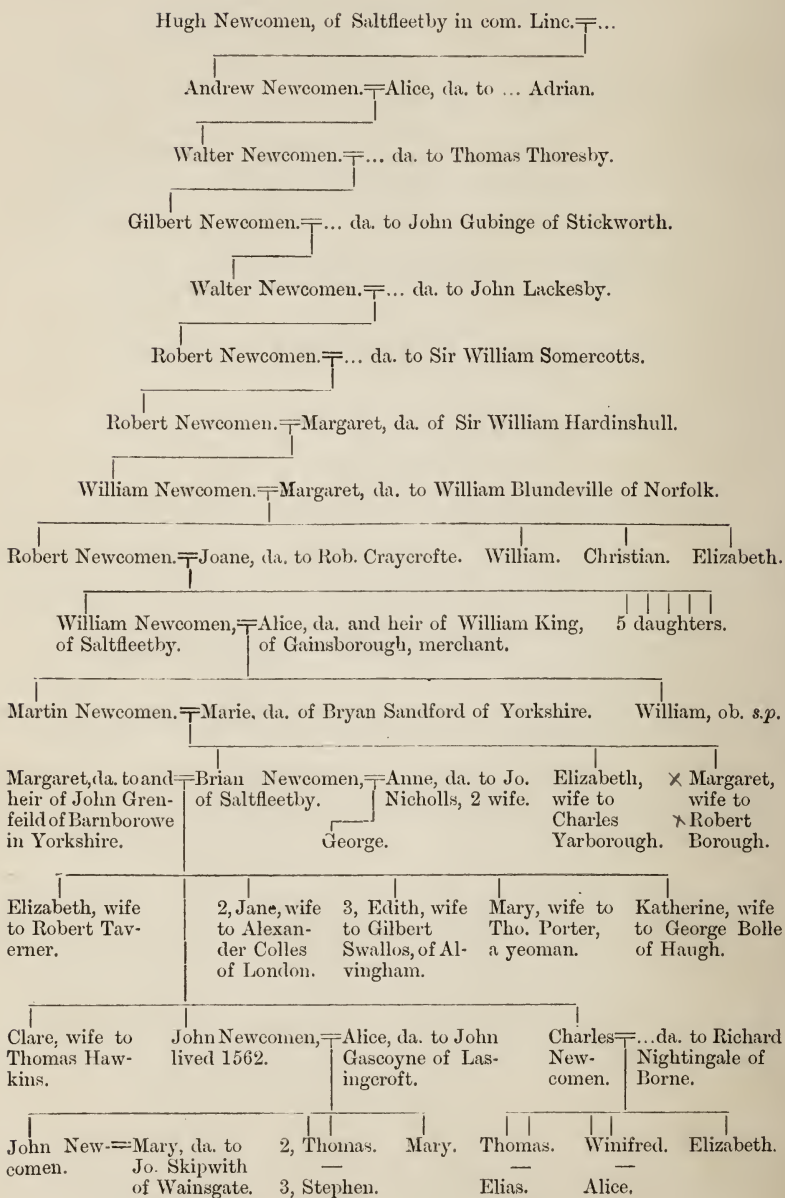 Hugh Newcomen, of Saltfleetby in com. Linc.=...
Andrew Newcomen.=Alice, da. to ... Adrian.
Walter Newcomen.=... da. to Thomas Thoresby.
Gilbert Newcomen.=... da. to John Gubinge of Stickworth.
Walter Newcomen.=... da. to John Lackesby.
Robert Newcomen.=... da. to Sir William Somercotts.
Robert Newcomen.=Margaret, da. of Sir William Hardinshull.
William Newcomen.=Margaret, da. to William Blundeville of Norfolk.
Robert Newcomen.=Joane, da. to Rob. Craycrofte. William. Christian. Elizabeth.
William Newcomen,=Alice, da. and heir of William King, 5 daughters.
of Saltfleetby. of Gainsborough, merchant.
Martin Newcomen.=Marie, da. of Bryan Sandford of Yorkshire. William, ob. s.p.
Margaret, da. to and=Brian Newcomen,=Anne, da. to Jo. Elizabeth, x Margaret,
heir of John Gren- of Saltfleetby. Nicholls, 2 wife. wife to wife to
feild of Barnborowe Charles x Robert
in Yorkshire. George. Yarborough. Borough.
Elizabeth, wife 2, Jane, wife 3, Edith, wife Mary, wife to Katherine, wife
to Robert Tav- to Alexan- to Gilbert Tho. Porter, to George Bolle
erner. der Colles Swallos, of Al- a yeoman. of Haugh.
of London. vingham.
Clare, wife to John Newcomen,=Alice, da. to John Charles=...da. to Richard
Thomas Haw- lived 1562. Gascoyne of Las- New- Nightingale of
kins. ingcroft. comen. Borne.
John New-=Mary, da. to 2, Thomas. Mary. Thomas. Winifred. Elizabeth.
comen. Jo. Skipwith — — —
of Wainsgate. 3, Stephen. Elias. Alice.